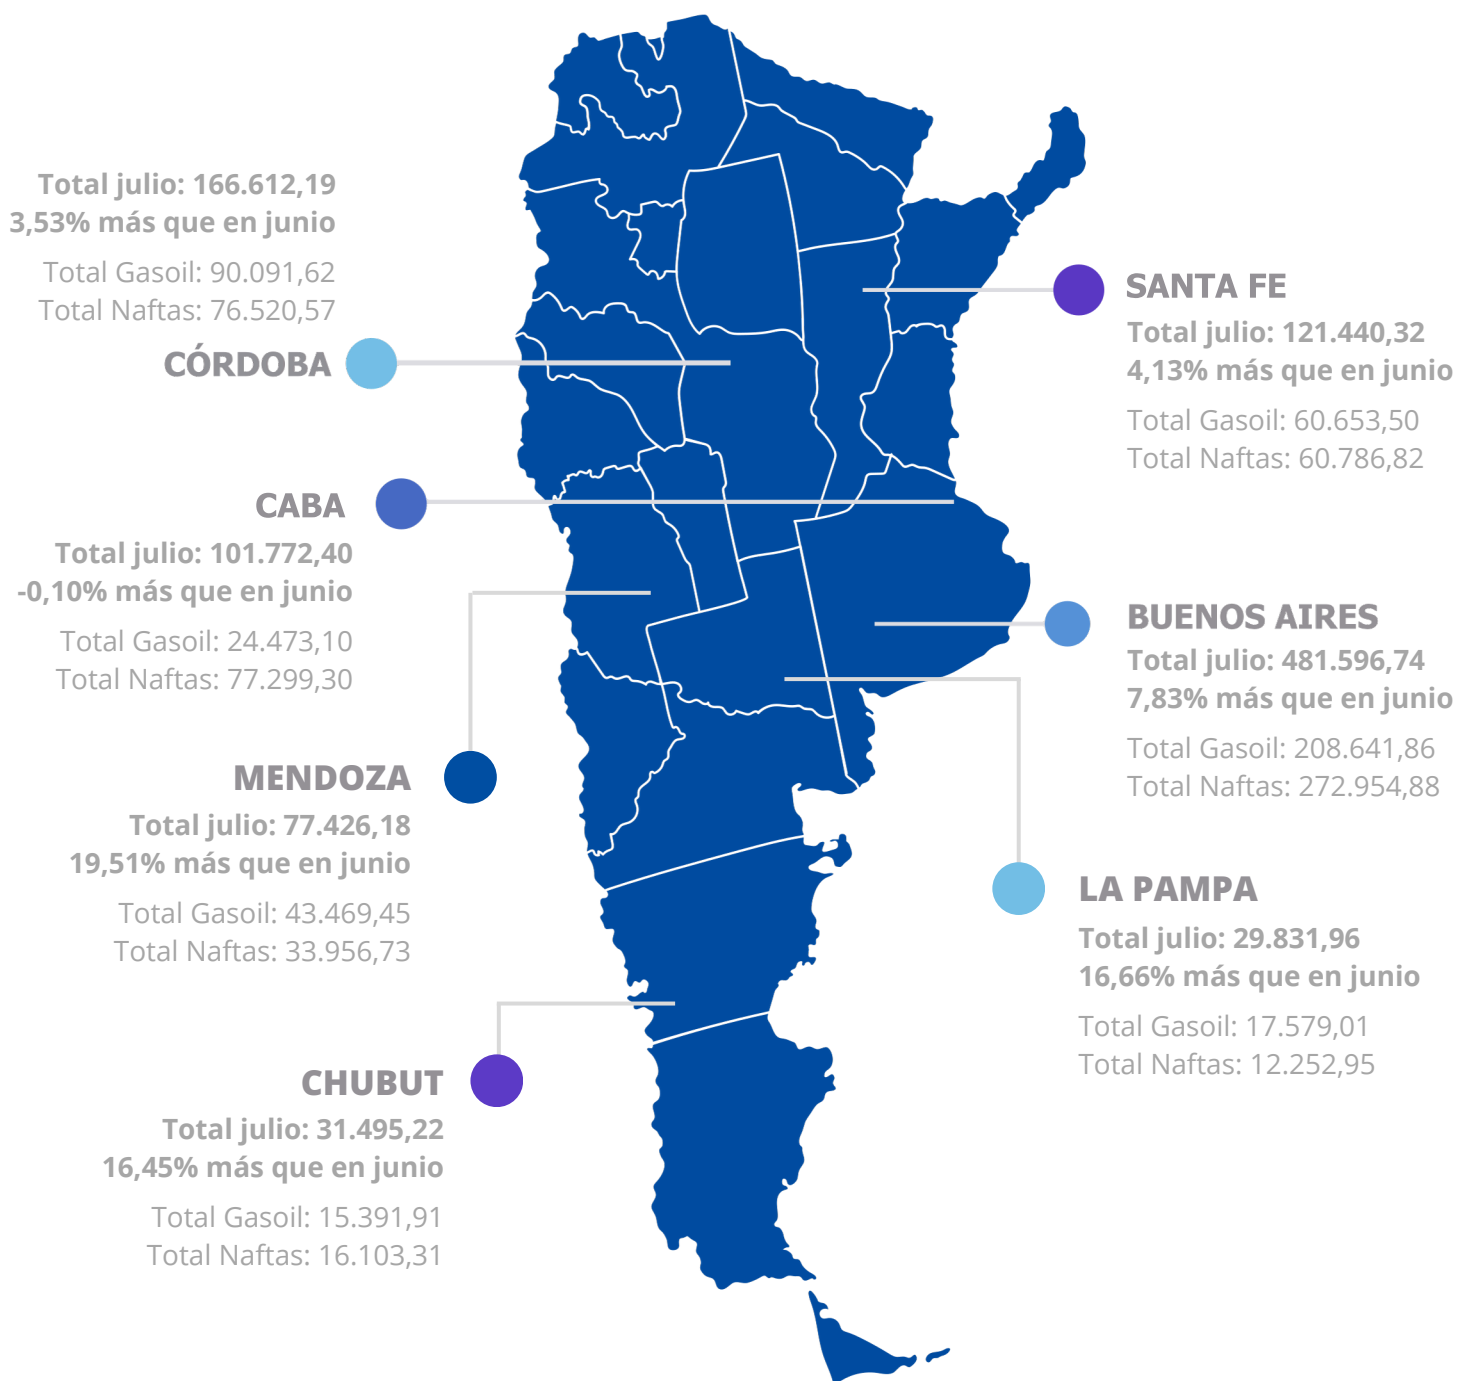 Total julio: 166.612,19
3,53% más que en junio
Total Gasoil: 90.091,62
Total Naftas: 76.520,57
CÓRDOBA
CABA
Total julio: 101.772,40
-0,10% más que en junio
Total Gasoil: 24.473,10
Total Naftas: 77.299,30
MENDOZA
Total julio: 77.426,18
19,51% más que en junio
Total Gasoil: 43.469,45
Total Naftas: 33.956,73
CHUBUT
Total julio: 31.495,22
16,45% más que en junio
Total Gasoil: 15.391,91
Total Naftas: 16.103,31
SANTA FE
Total julio: 121.440,32
4,13% más que en junio
Total Gasoil: 60.653,50
Total Naftas: 60.786,82
BUENOS AIRES
Total julio: 481.596,74
7,83% más que en junio
Total Gasoil: 208.641,86
Total Naftas: 272.954,88
LA PAMPA
Total julio: 29.831,96
16,66% más que en junio
Total Gasoil: 17.579,01
Total Naftas: 12.252,95